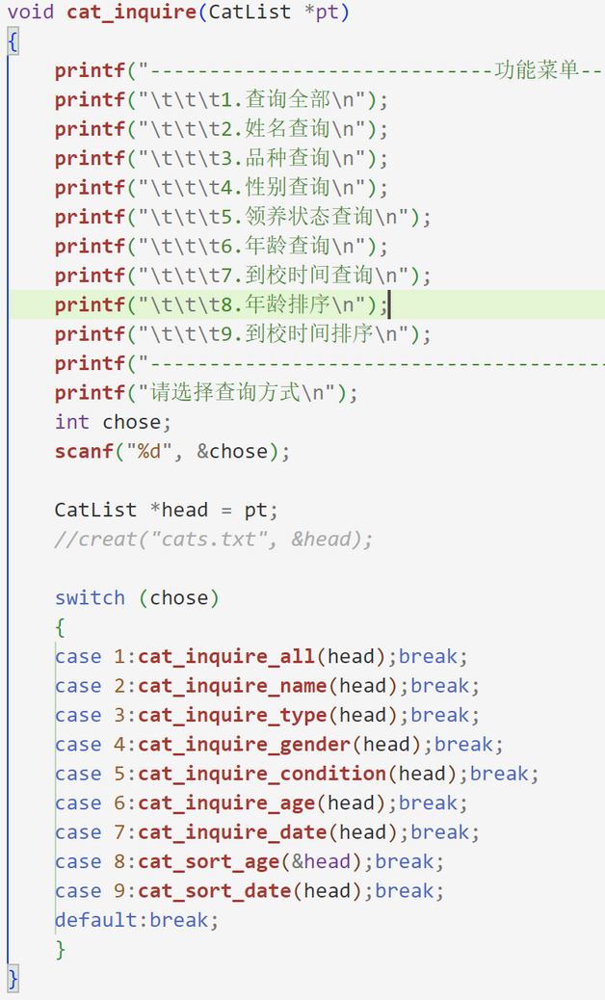 void cat_inquire(CatList *pt)
{
printf("-----------------------------功能菜单--
printf("\t\t\t1.查询全部\n");
printf("\t\t\t2.姓名查询\n");
printf("\t\t\t3.品种查询\n");
printf("\t\t\t4.性别查询\n");
printf("\t\t\t5.领养状态查询\n");
printf("\t\t\t6.年龄查询\n");
printf("\t\t\t7.到校时间查询\n");
printf("\t\t\t8.年龄排序\n");
printf("\t\t\t9.到校时间排序\n");
printf("---------------------------------------
printf("请选择查询方式\n");
int chose;
scanf("%d", &chose);
CatList *head = pt;
//creat("cats.txt", &head);
switch (chose)
{
case 1:cat_inquire_all(head);break;
case 2:cat_inquire_name(head);break;
case 3:cat_inquire_type(head);break;
case 4:cat_inquire_gender(head);break;
case 5:cat_inquire_condition(head);break;
case 6:cat_inquire_age(head);break;
case 7:cat_inquire_date(head);break;
case 8:cat_sort_age(&head);break;
case 9:cat_sort_date(head);break;
default:break;
}
}